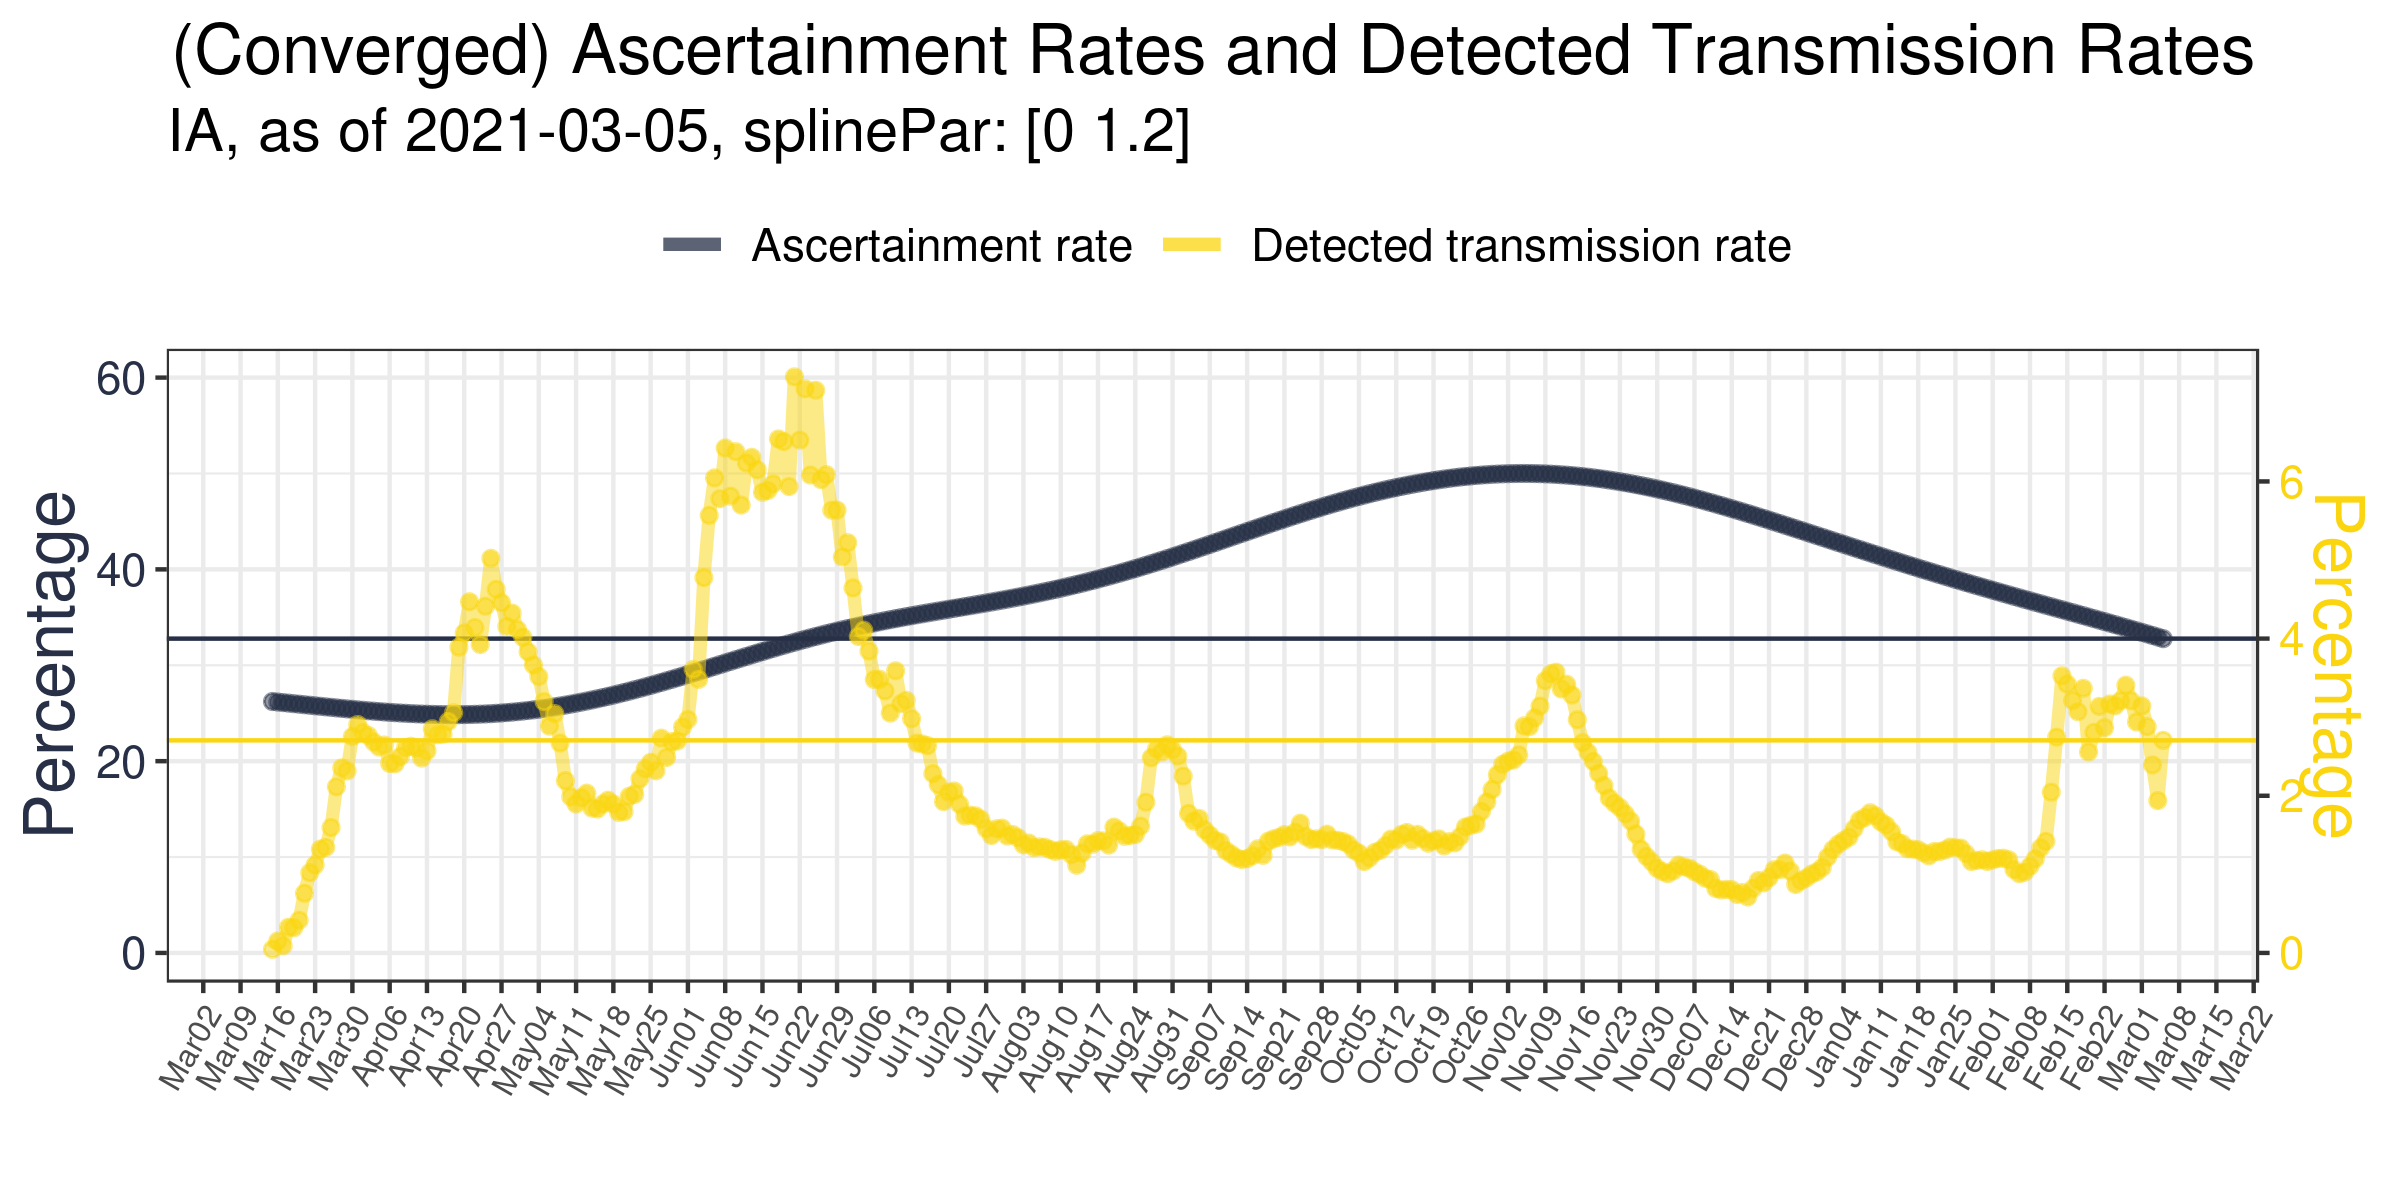 (Converged) Ascertainment Rates and Detected Transmission Rates
IA, as of 2021-03-05, splinePar: [0 1.2]
Ascertainment rate
Detected transmission rate
Percentage
60
40
20
0
6
4
2
0
Percentage
Mar02
Mar09
Mar16
Mar23
Mar30
Apr06
Apr13
Apr20
Apr27
May04
May11
May18
May25
Jun01
Jun08
Jun15
Jun22
Jun29
Jul06
Jul13
Jul20
Jul27
Aug03
Aug10
Aug17
Aug24
Aug31
Sep07
Sep14
Sep21
Sep28
Oct05
Oct12
Oct19
Oct26
Nov02
Nov09
Nov16
Nov23
Nov30
Dec07
Dec14
Dec21
Dec28
Jan04
Jan11
Jan18
Jan25
Feb01
Feb08
Feb15
Feb22
Mar01
Mar08
Mar15
Mar22